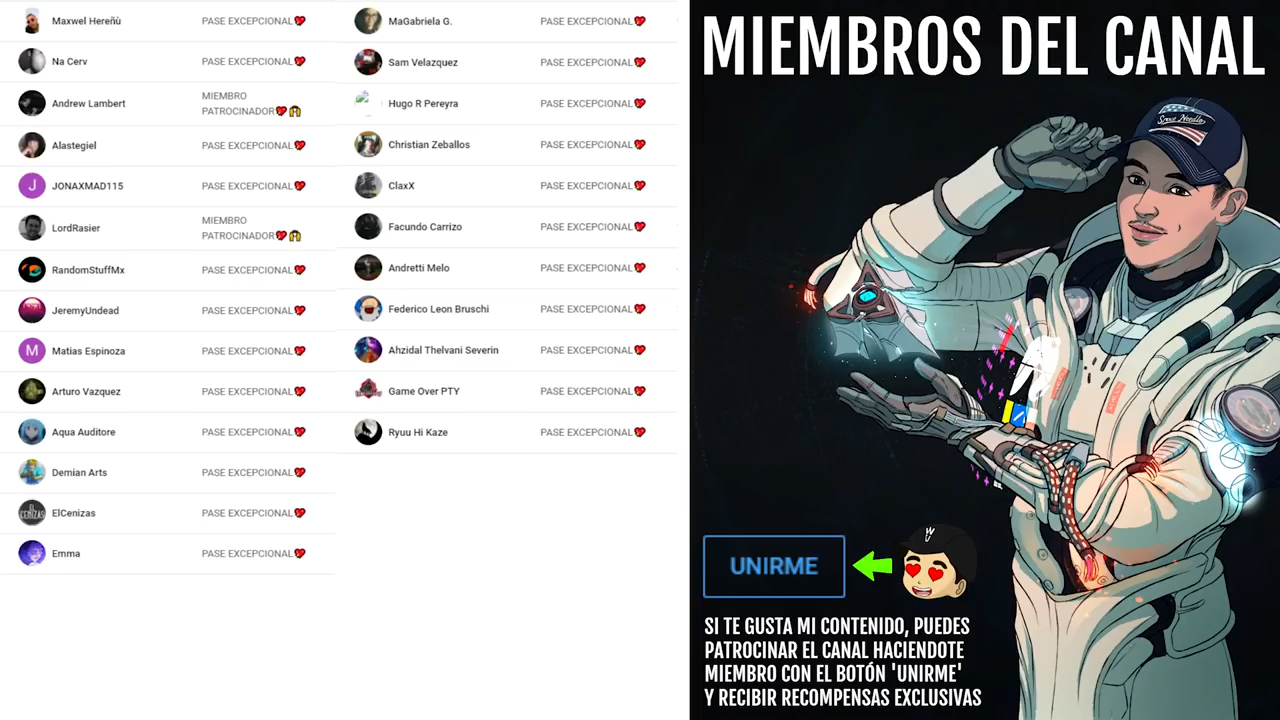 Maxwel Hereñù PASE EXCEPCIONAL
Na Cerv PASE EXCEPCIONAL
Andrew Lambert MIEMBRO
PATROCINADOR
Alastegiel PASE EXCEPCIONAL
J JONAXMAD115 PASE EXCEPCIONAL
LordRasier MIEMBRO
PATROCINADOR
RandomStuffMx PASE EXCEPCIONAL
JeremyUndead PASE EXCEPCIONAL
M Matias Espinoza PASE EXCEPCIONAL
Arturo Vazquez PASE EXCEPCIONAL
Aqua Auditore PASE EXCEPCIONAL
Demian Arts PASE EXCEPCIONAL
ElCenizas PASE EXCEPCIONAL
Emma PASE EXCEPCIONAL
MaGabriela G. PASE EXCEPCIONAL
Sam Velazquez PASE EXCEPCIONAL
Hugo R Pereyra PASE EXCEPCIONAL
Christian Zeballos PASE EXCEPCIONAL
ClaxX PASE EXCEPCIONAL
Facundo Carrizo PASE EXCEPCIONAL
Andretti Melo PASE EXCEPCIONAL
Federico Leon Bruschi PASE EXCEPCIONAL
Ahzidal Thelvani Severin PASE EXCEPCIONAL
Game Over PTY PASE EXCEPCIONAL
Ryuu Hi Kaze PASE EXCEPCIONAL
MIEMBROS DEL CANAL
Space Needle
UNIRME
SI TE GUSTA MI CONTENIDO, PUEDES
PATROCINAR EL CANAL HACIENDOTE
MIEMBRO CON EL BOTÓN 'UNIRME'
Y RECIBIR RECOMPENSAS EXCLUSIVAS